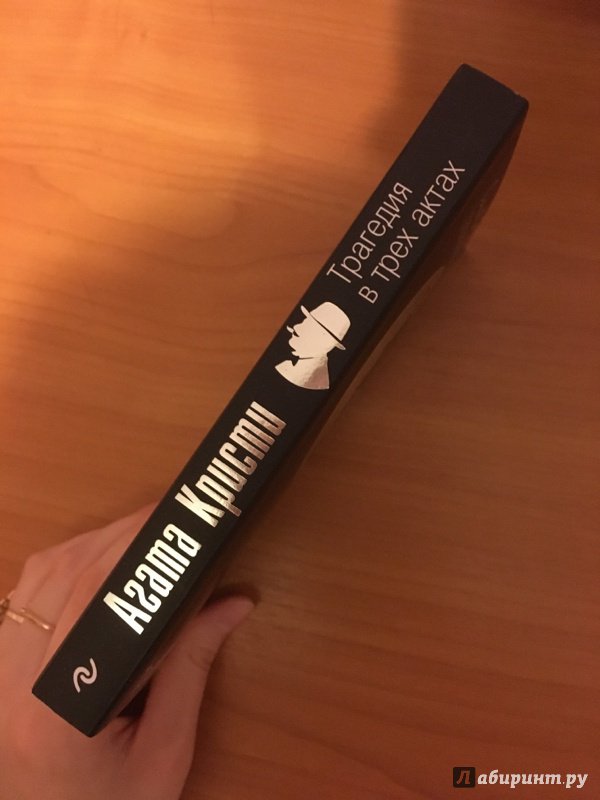 Агата Кристи
Трагедия
в трех актах
Лабиринт.ру